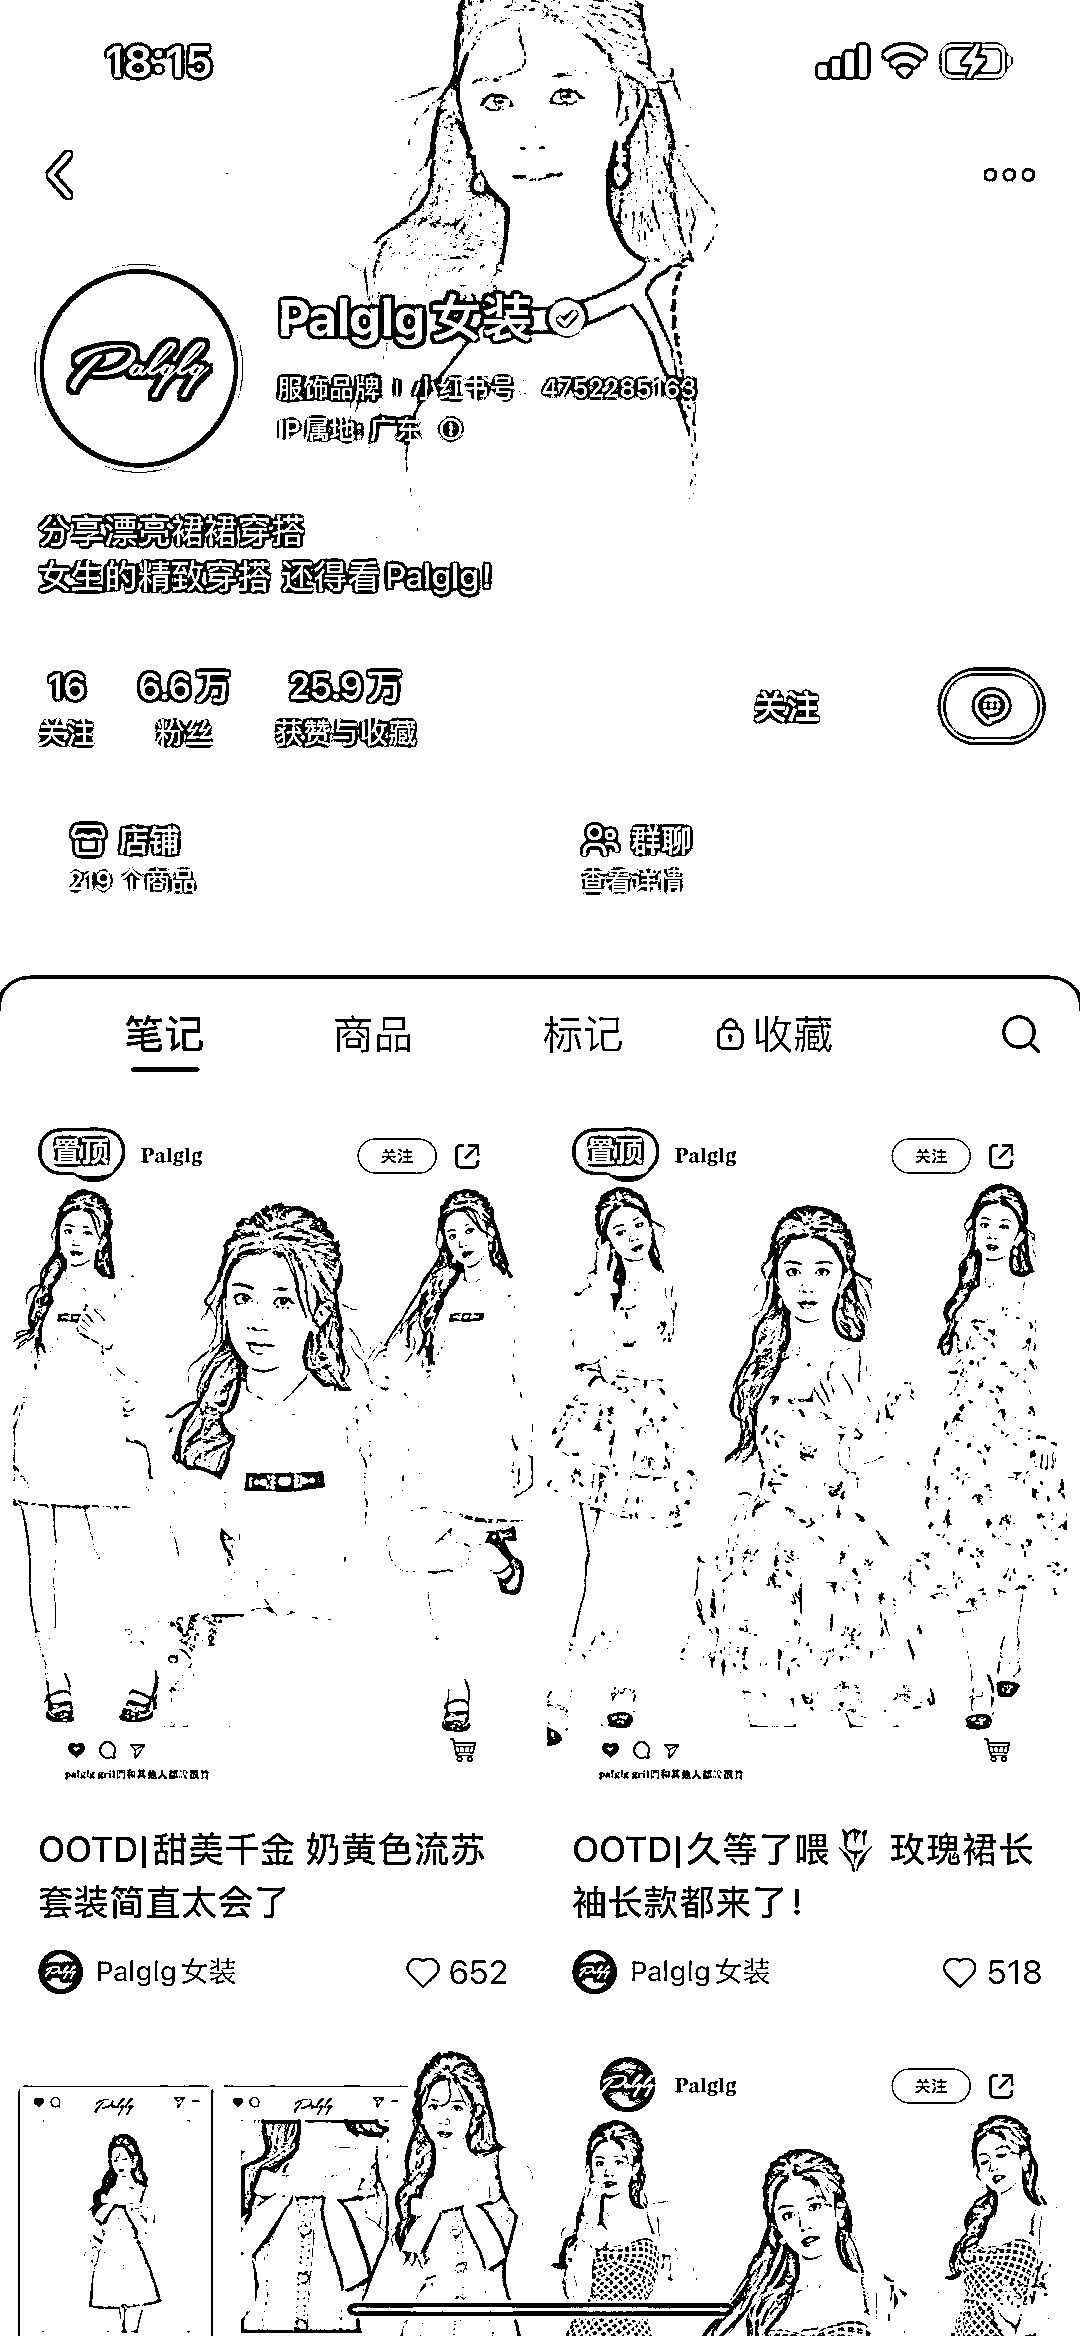 18:15
Palglg
Palglg女装
服饰品牌 小红书号 4752285163
IP属地: 广东
分享漂亮裙裙穿搭
女生的精致穿搭 还得看Palglg!
16 6.6万 25.9万
关注 粉丝 获赞与收藏
关注
店铺
219 个商品
群聊
查看详情
笔记 商品 标记 收藏
置顶 Palglg 关注
置顶 Palglg 关注
OOTD|甜美千金 奶黄色流苏
套装简直太会了
Palglg女装 652
OOTD|久等了喂🌷 玫瑰裙长
袖长款都来了!
Palglg女装 518
Palglg
Palglg
Palglg 关注